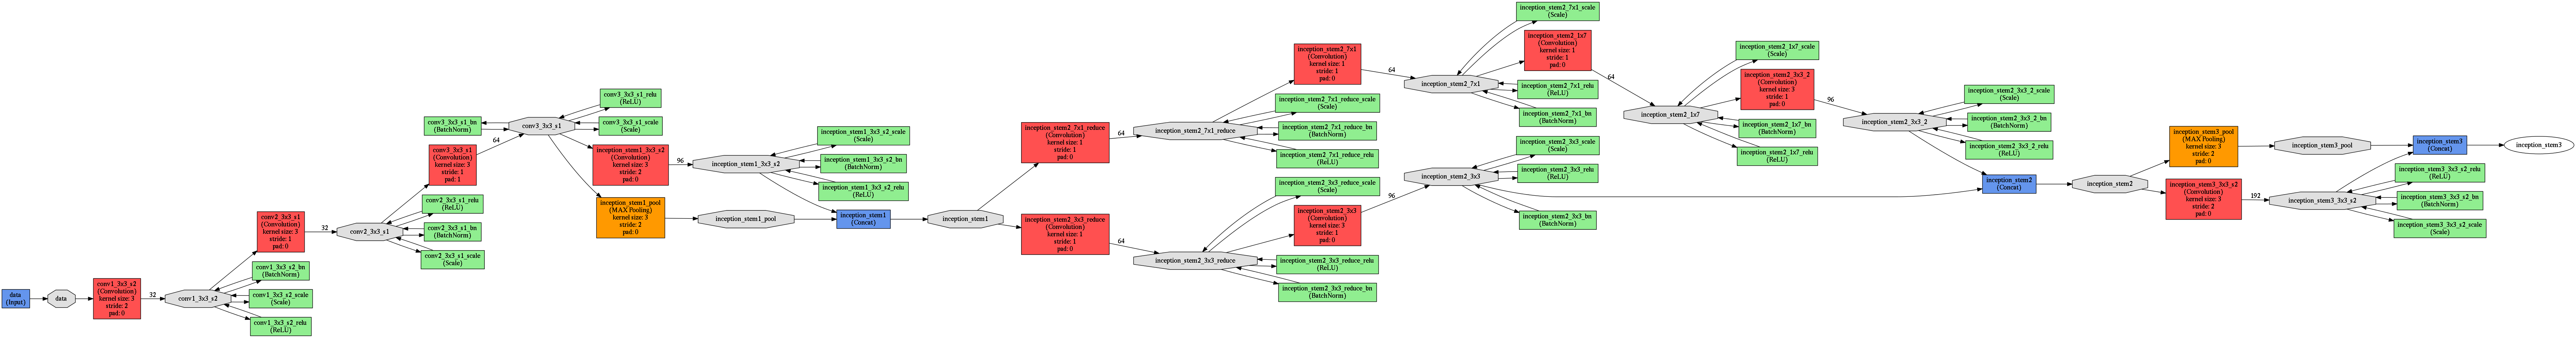 data
(Input)
data
conv1_3x3_s2
(Convolution)
kernel size: 3
stride: 2
pad: 0
32
conv1_3x3_s2
conv1_3x3_s2_bn
(BatchNorm)
conv1_3x3_s2_scale
(Scale)
conv1_3x3_s2_relu
(ReLU)
conv2_3x3_s1
(Convolution)
kernel size: 3
stride: 1
pad: 0
32
conv2_3x3_s1
conv2_3x3_s1_relu
(ReLU)
conv2_3x3_s1_bn
(BatchNorm)
conv2_3x3_s1_scale
(Scale)
conv3_3x3_s1
(Convolution)
kernel size: 3
stride: 1
pad: 1
64
conv3_3x3_s1_bn
(BatchNorm)
conv3_3x3_s1
conv3_3x3_s1_relu
(ReLU)
conv3_3x3_s1_scale
(Scale)
inception_stem1_3x3_s2
(Convolution)
kernel size: 3
stride: 2
pad: 0
96
inception_stem1_pool
(MAX Pooling)
kernel size: 3
stride: 2
pad: 0
inception_stem1_3x3_s2
inception_stem1_3x3_s2_scale
(Scale)
inception_stem1_3x3_s2_bn
(BatchNorm)
inception_stem1_3x3_s2_relu
(ReLU)
inception_stem1_pool
inception_stem1
(Concat)
inception_stem1
inception_stem2_7x1_reduce
(Convolution)
kernel size: 1
stride: 1
pad: 0
64
inception_stem2_3x3_reduce
(Convolution)
kernel size: 1
stride: 1
pad: 0
64
inception_stem2_7x1_reduce
inception_stem2_7x1
(Convolution)
kernel size: 1
stride: 1
pad: 0
64
inception_stem2_7x1_reduce_scale
(Scale)
inception_stem2_7x1_reduce_bn
(BatchNorm)
inception_stem2_7x1_reduce_relu
(ReLU)
inception_stem2_3x3_reduce
inception_stem2_3x3_reduce_scale
(Scale)
inception_stem2_3x3
(Convolution)
kernel size: 3
stride: 1
pad: 0
96
inception_stem2_3x3_reduce_relu
(ReLU)
inception_stem2_3x3_reduce_bn
(BatchNorm)
inception_stem2_7x1
inception_stem2_7x1_scale
(Scale)
inception_stem2_1x7
(Convolution)
kernel size: 1
stride: 1
pad: 0
64
inception_stem2_7x1_relu
(ReLU)
inception_stem2_7x1_bn
(BatchNorm)
inception_stem2_3x3
inception_stem2_3x3_scale
(Scale)
inception_stem2_3x3_relu
(ReLU)
inception_stem2_3x3_bn
(BatchNorm)
inception_stem2_1x7
inception_stem2_1x7_scale
(Scale)
inception_stem2_3x3_2
(Convolution)
kernel size: 3
stride: 1
pad: 0
96
inception_stem2_1x7_bn
(BatchNorm)
inception_stem2_1x7_relu
(ReLU)
inception_stem2_3x3_2
inception_stem2_3x3_2_scale
(Scale)
inception_stem2_3x3_2_bn
(BatchNorm)
inception_stem2_3x3_2_relu
(ReLU)
inception_stem2
(Concat)
inception_stem2
inception_stem3_pool
(MAX Pooling)
kernel size: 3
stride: 2
pad: 0
inception_stem3_3x3_s2
(Convolution)
kernel size: 3
stride: 2
pad: 0
192
inception_stem3_pool
inception_stem3_3x3_s2
inception_stem3
(Concat)
inception_stem3_3x3_s2_relu
(ReLU)
inception_stem3_3x3_s2_bn
(BatchNorm)
inception_stem3_3x3_s2_scale
(Scale)
inception_stem3